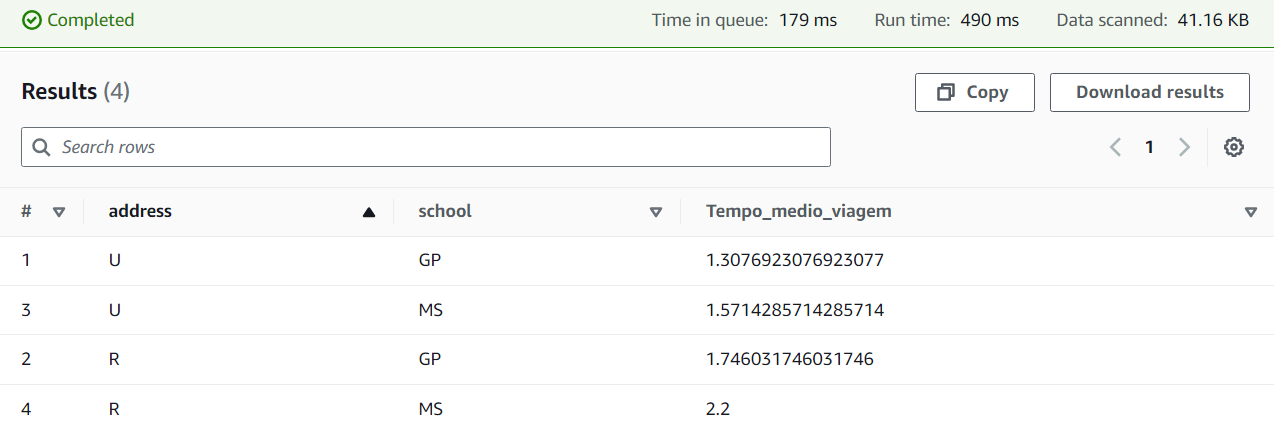 Completed Time in queue: 179 ms Run time: 490 ms Data scanned: 41.16 KB
Results (4) Copy Download results
Search rows 1
# address school Tempo_medio_viagem
1 U GP 1.3076923076923077
3 U MS 1.5714285714285714
2 R GP 1.746031746031746
4 R MS 2.2